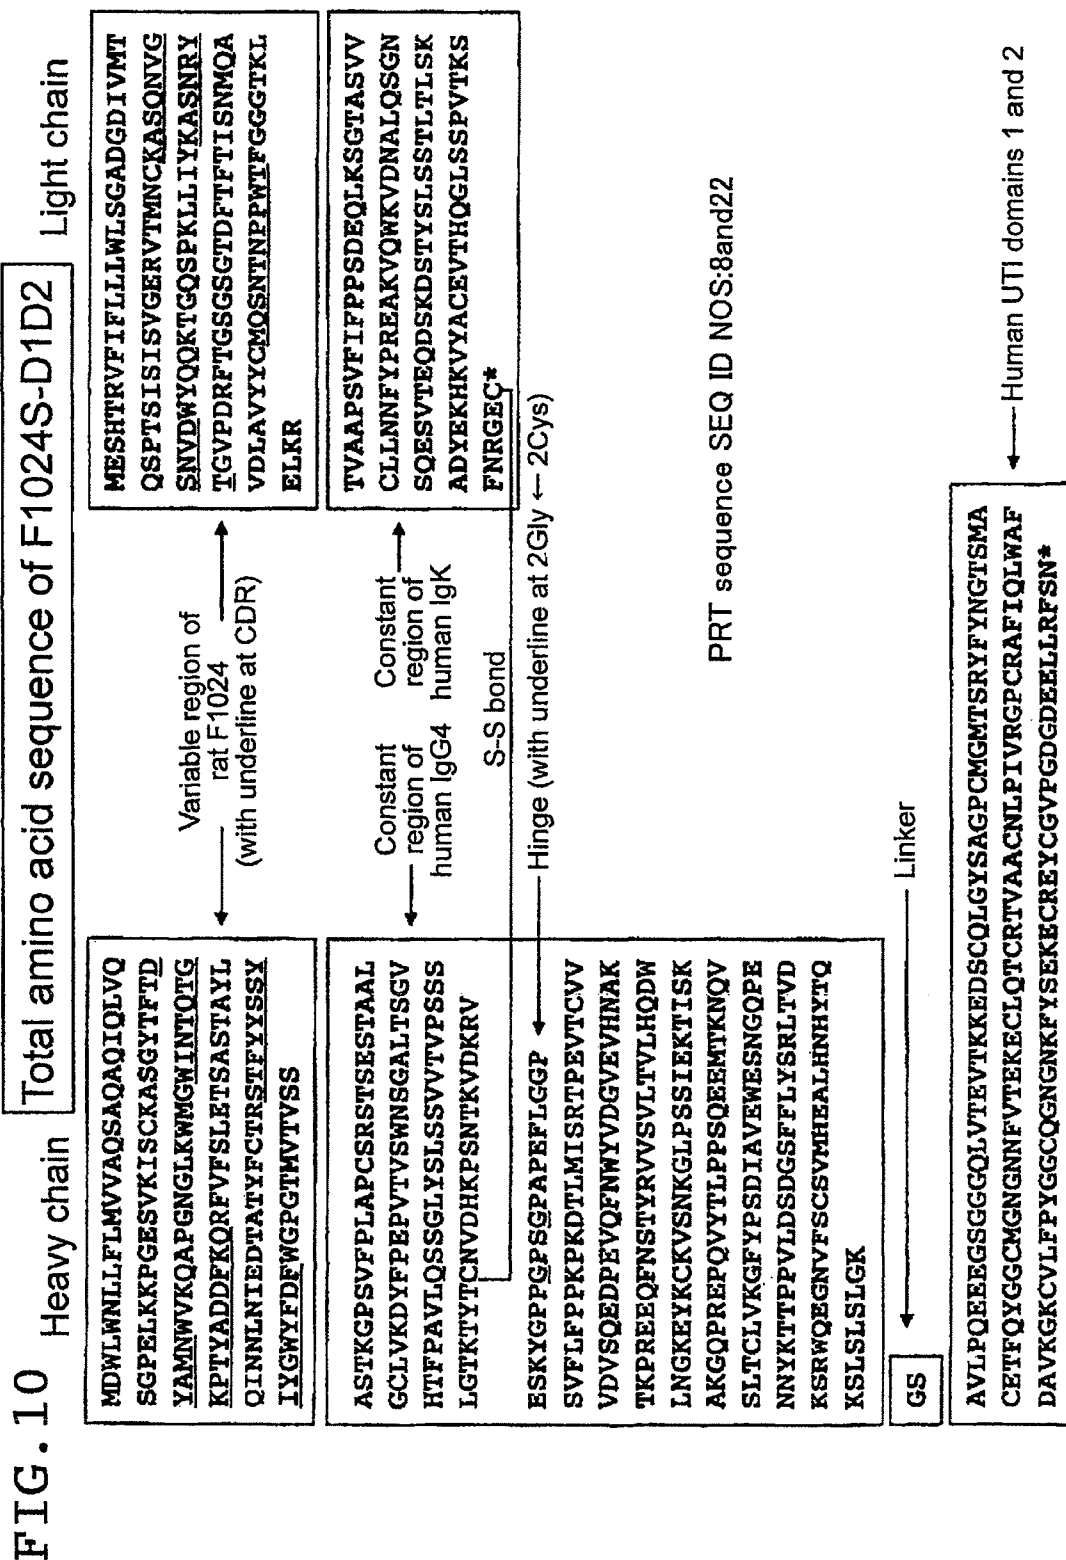 FIG.10
Total amino acid sequence of F1024S-D1D2
Heavy chain
Light chain
MDWLWNLLFLMVVAQSAQAQIQLVQ
SGPELKKPGESVKISCKASGYTFTD
YAMNWVKQAPGNGLKWMGWINTQTG
KPTYADDFKQRFVFSLETSASTAYL
QINNLNIEDTATYFCTRSTFYYSSY
IYGWYFDFWGPGTMVTVSS
Variable region of
rat F1024
(with underline at CDR)
MESHTRVFIFLLLWLSGADGDIVMT
QSPTSISISVGERVTMNCKASQNVG
SNVDWYQQKTGQSPKLLIYKASNRY
TGVPDRFTGSGSGTDFTFTISNMQA
VDLAVYYCMQSNTNPPWTFGGGTKL
ELKR
ASTKGPSVFPLAPCSRSTSESTAAL
GCLVKDYFPEPVTVSWNSGALTSGV
HTFPAVLQSSGLYSLSSVVTVPSSS
LGTKTYTCNVDHKPSNTKVDKRV
Constant
region of
human IgG4
Constant
region of
human IgK
TVAAPSVFIFPPSDEQLKSGTASVV
CLLNNFYPREAKVQWKVDNALQSGN
SQESVTEQDSKDSTYSLSSTLTLSK
ADYEKHKVYACEVTHQGLSSPVTKS
FNRGEC*
S-S bond
ESKYGPPGPSGPAPEFLGGP
Hinge (with underline at 2Gly ← 2Cys)
SVFLFPPKPKDTLMISRTPEVTCVV
VDVSQEDPEVQFNWYVDGVEVHNAK
TKPREEQFNSTYRVVSVLTVLHQDW
LNGKEYKCKVSNKGLPSSIEKTISK
AKGQPREPQVYTLPPSQEEMTKNQV
SLTCLVKGFYPSDIAVEWESNGQPE
NNYKTTPPVLDSDGSFFLYSRLTVD
KSRWQEGNVFSCSVMHEALHNHYTQ
KSLSLSLGK
PRT sequence SEQ ID NOS:8and22
GS
Linker
AVLPQEEEGSGGGQLVTEVTKKEDSCQLGYSAGPCMGMTSRYFYNGTSMA
CETFQYGGCMGNGNNFVTEKECLQTCRTVAACNLPIVRGPCRAFIQLWAF
DAVKGKCVLFPYGGCQGNGNKFYSEKECREYCGVPGDGDEELLRFSN*
Human UTI domains 1 and 2